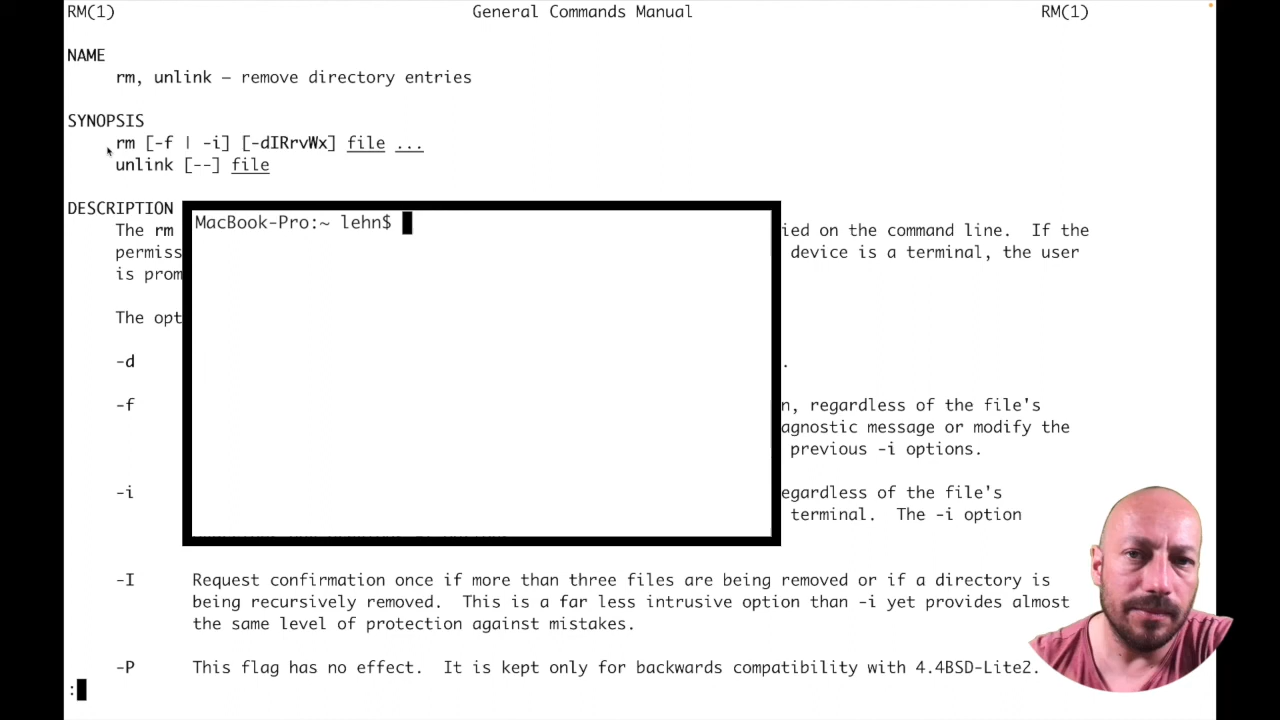 RM(1) General Commands Manual RM(1)
NAME
rm, unlink – remove directory entries
SYNOPSIS
rm [-f | -i] [-dIRrvWx] file ...
unlink [--] file
DESCRIPTION
The rm ied on the command line. If the
permiss device is a terminal, the user
is prom
The opt
-d .
-f n, regardless of the file's
agnostic message or modify the
previous -i options.
-i egardless of the file's
terminal. The -i option
-I Request confirmation once if more than three files are being removed or if a directory is
being recursively removed. This is a far less intrusive option than -i yet provides almost
the same level of protection against mistakes.
-P This flag has no effect. It is kept only for backwards compatibility with 4.4BSD-Lite2.
:
MacBook-Pro:~ lehn$